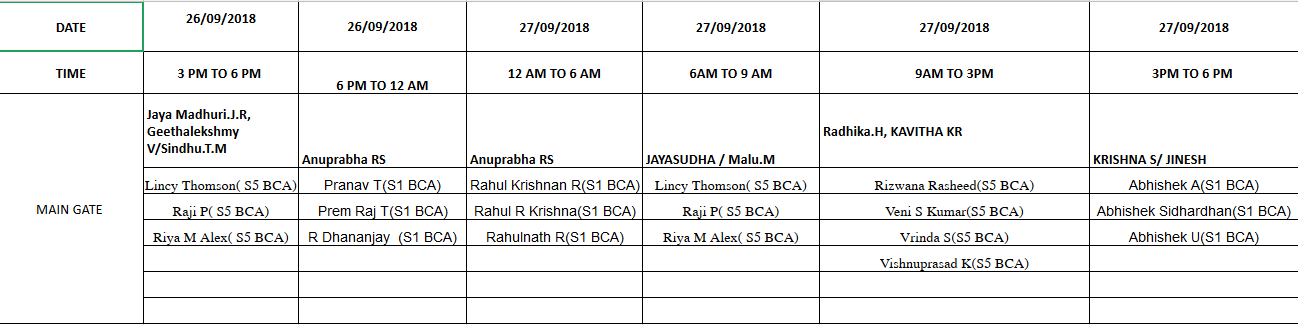 DATE 26/09/2018 26/09/2018 27/09/2018 27/09/2018 27/09/2018 27/09/2018
TIME 3 PM TO 6 PM 6 PM TO 12 AM 12 AM TO 6 AM 6AM TO 9 AM 9AM TO 3PM 3PM TO 6 PM
Jaya Madhuri.J.R,
Geethalekshmy
V/Sindhu.T.M Anuprabha RS Anuprabha RS JAYASUDHA / Malu.M Radhika.H, KAVITHA KR KRISHNA S/ JINESH
Lincy Thomson( S5 BCA) Pranav T(S1 BCA) Rahul Krishnan R(S1 BCA) Lincy Thomson( S5 BCA) Rizwana Rasheed(S5 BCA) Abhishek A(S1 BCA)
MAIN GATE Raji P( S5 BCA) Prem Raj T(S1 BCA) Rahul R Krishna(S1 BCA) Raji P( S5 BCA) Veni S Kumar(S5 BCA) Abhishek Sidhardhan(S1 BCA)
Riya M Alex( S5 BCA) R Dhananjay (S1 BCA) Rahulnath R(S1 BCA) Riya M Alex( S5 BCA) Vrinda S(S5 BCA) Abhishek U(S1 BCA)
Vishnuprasad K(S5 BCA)